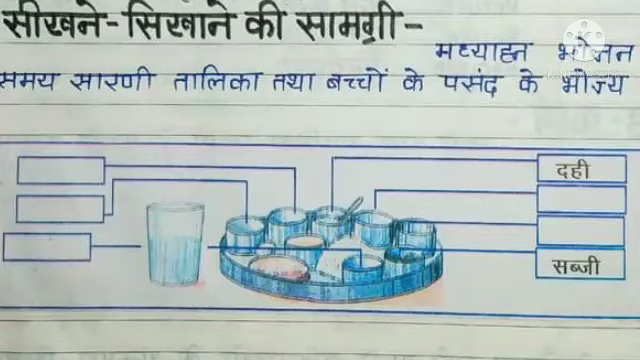 सीखने-सिखाने की सामग्री-
मध्याह्न भोजन
समय सारणी तालिका तथा बच्चों के पसंद के भोज्य
दही
सब्जी